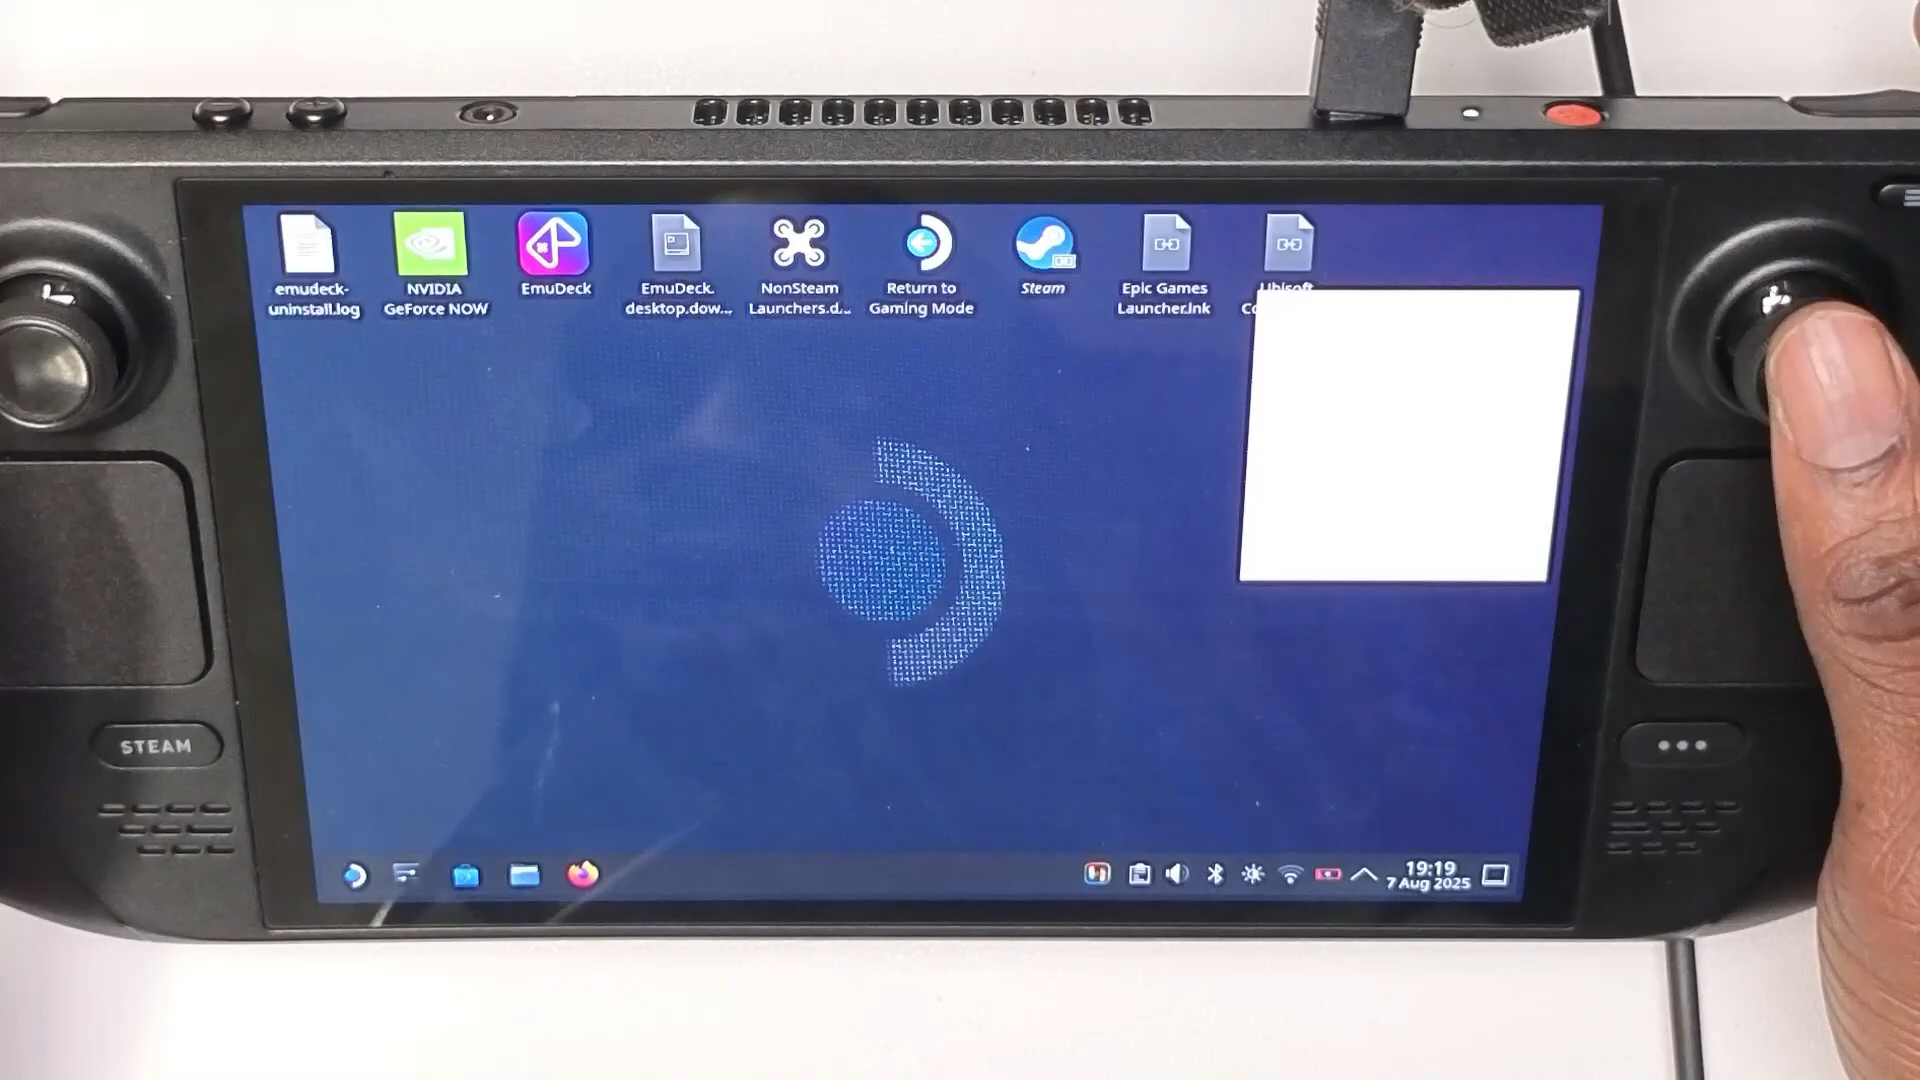 emudeck-
uninstall.log
NVIDIA
GeForce NOW
EmuDeck
EmuDeck.
desktop.dow...
NonSteam
Launchers.d...
Return to
Gaming Mode
Steam
Epic Games
Launcher.lnk
Ubisoft
Co
STEAM
19:19
7 Aug 2025